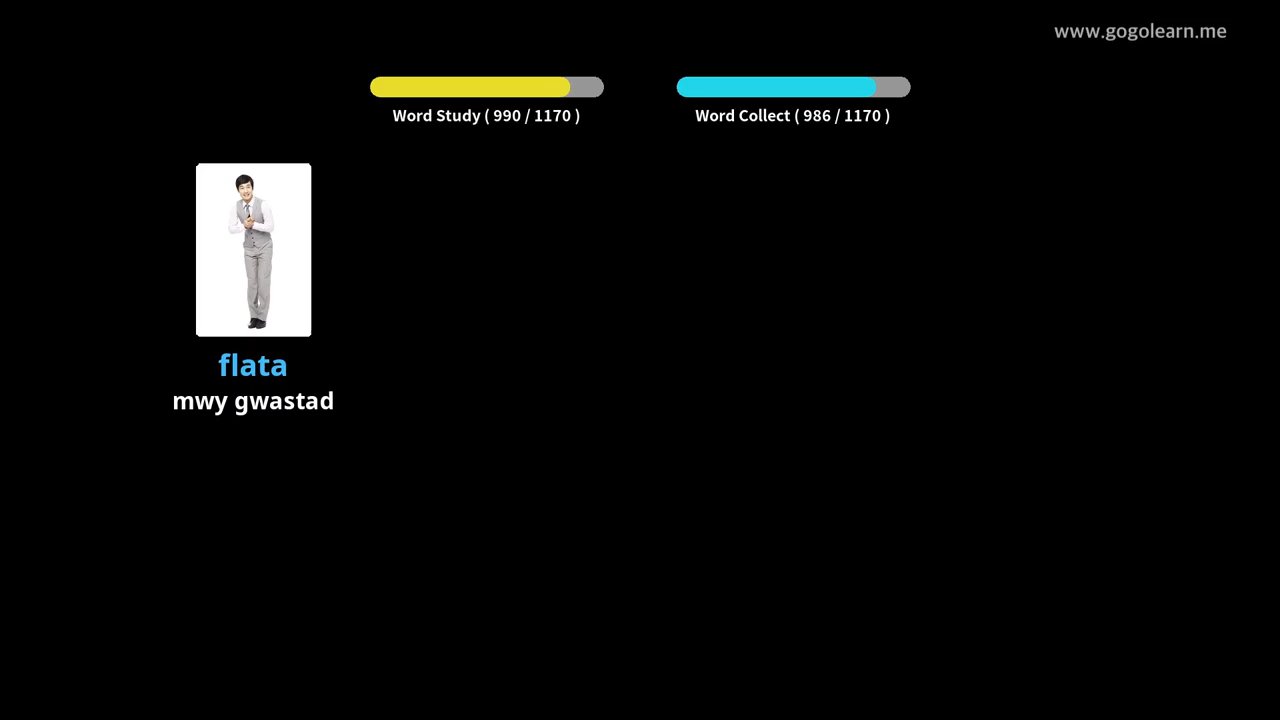 www.gogolearn.me
Word Study ( 990 / 1170 )
Word Collect ( 986 / 1170 )
flata
mwy gwastad